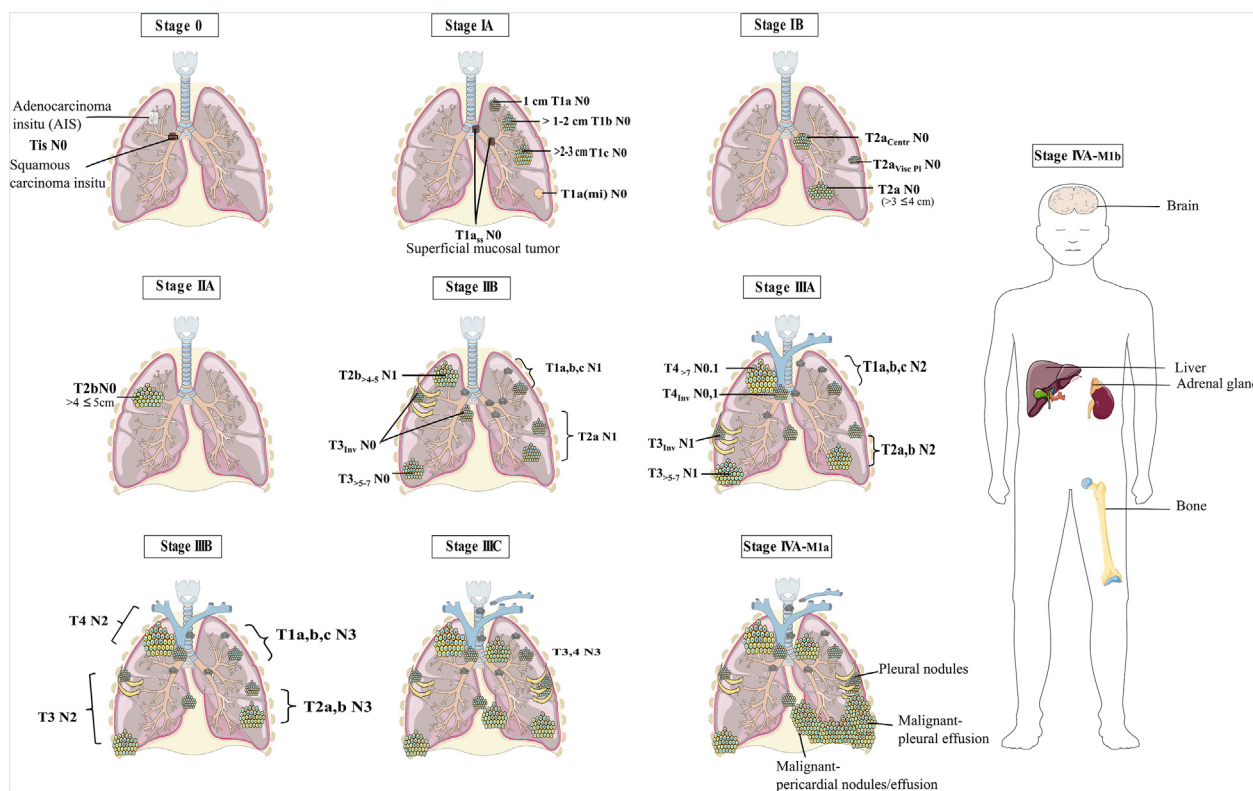 Stage 0
Adenocarcinoma
insitu (AIS)
Tis N0
Squamous
carcinoma insitu
Stage IA
1 cm T1a N0
> 1-2 cm T1b N0
>2-3 cm T1c N0
T1a(mi) N0
T1ass N0
Superficial mucosal tumor
Stage IB
T2aCentr N0
T2aVisc Pl N0
T2a N0
(>3 ≤4 cm)
Stage IIA
T2bN0
>4 ≤5cm
Stage IIB
T2b>4-5 N1
T3Inv N0
T3>5-7 N0
T1a,b,c N1
T2a N1
Stage IIIA
T4>7 N0.1
T4Inv N0,1
T3Inv N1
T3>5-7 N1
T1a,b,c N2
T2a,b N2
Stage IIIB
T4 N2
T3 N2
T1a,b,c N3
T2a,b N3
Stage IIIC
T3,4 N3
Stage IVA-M1a
Pleural nodules
Malignant-
pleural effusion
Malignant-
pericardial nodules/effusion
Stage IVA-M1b
Brain
Liver
Adrenal gland
Bone